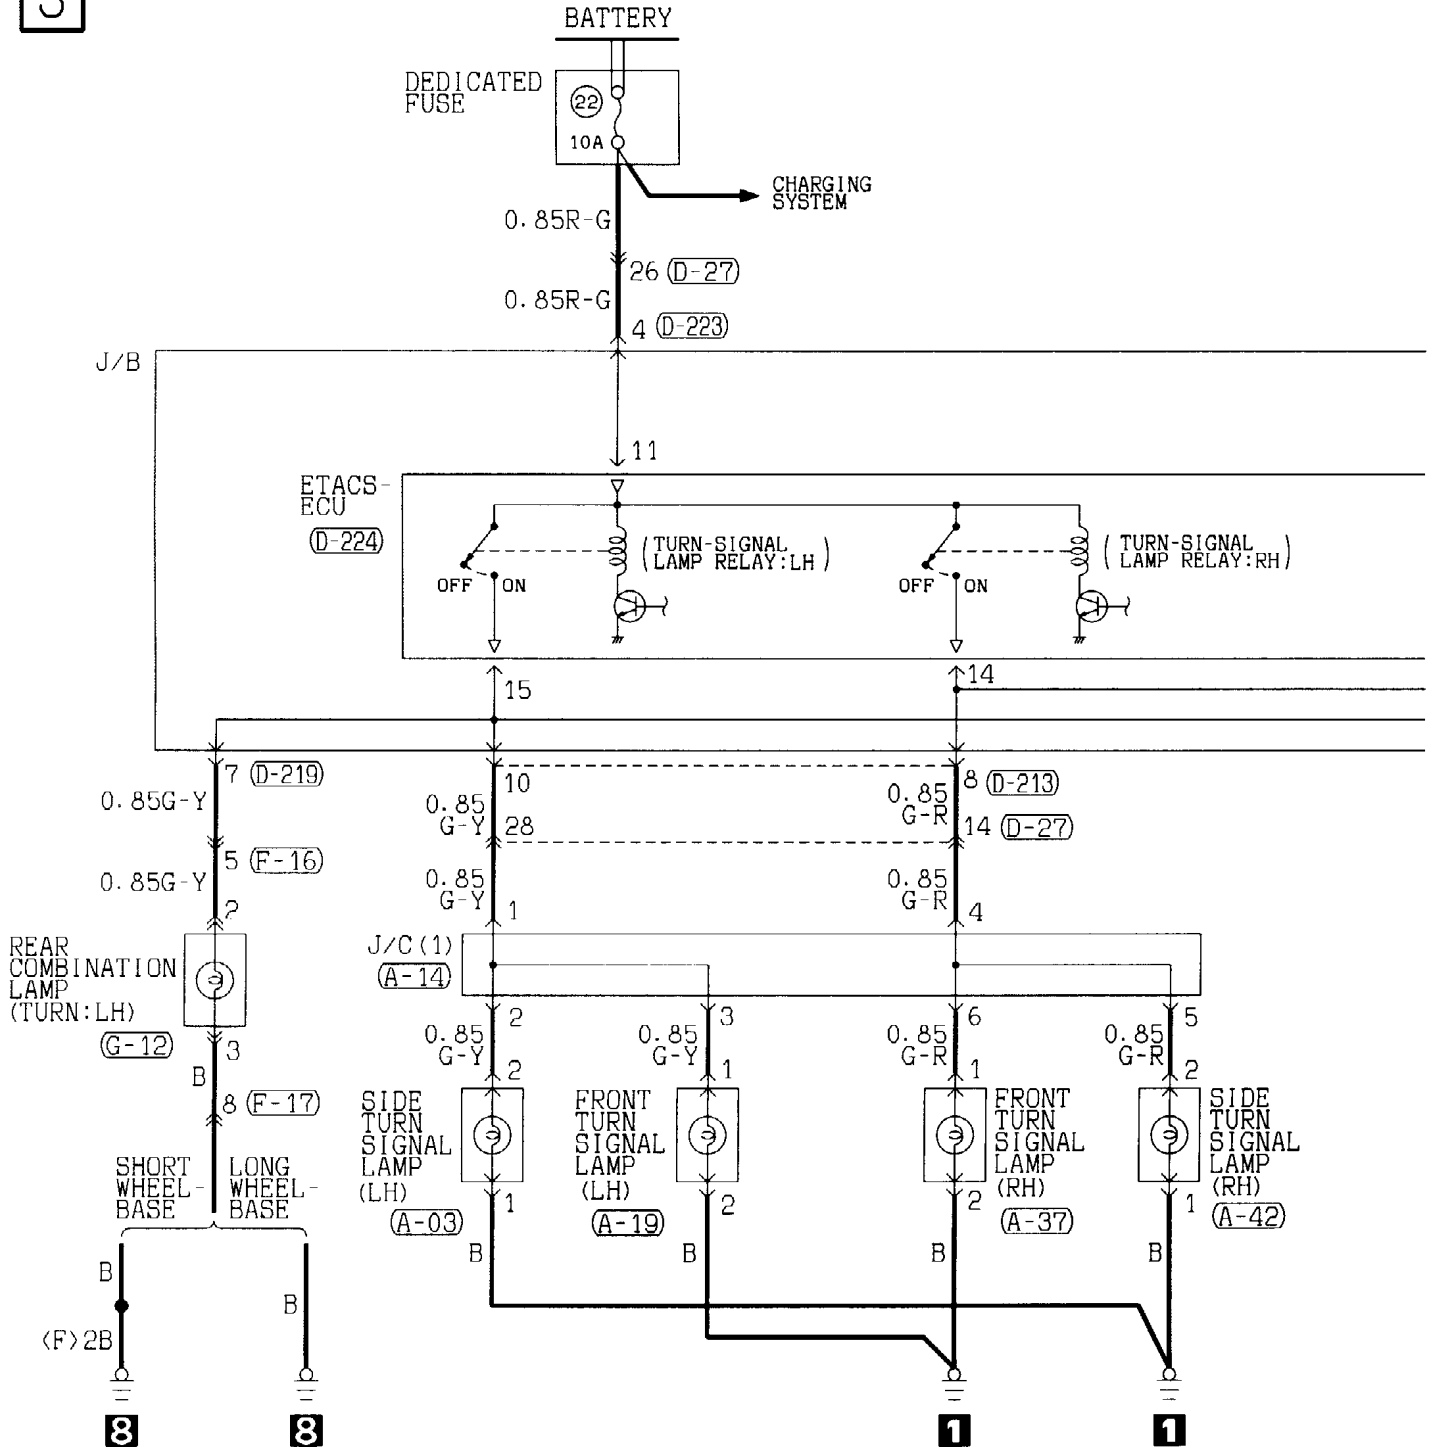 BATTERY
DEDICATED
FUSE
22
10A
CHARGING
SYSTEM
0.85R-G
26 (D-27)
0.85R-G
4 (D-223)
J/B
11
ETACS-
ECU
D-224
(TURN-SIGNAL
LAMP RELAY:LH)
OFF ON
(TURN-SIGNAL
LAMP RELAY:RH)
OFF ON
15
14
7 (D-219)
10
8 (D-213)
0.85G-Y
0.85
G-Y
28
0.85
G-R
14 (D-27)
5 (F-16)
0.85G-Y
2
0.85
G-Y
1
0.85
G-R
4
REAR
COMBINATION
LAMP
(TURN:LH)
G-12
J/C(1)
A-14
2
3
6
5
0.85
G-Y
0.85
G-Y
0.85
G-R
0.85
G-R
3
B
8 (F-17)
2
1
1
2
SIDE
TURN
SIGNAL
LAMP
(LH)
A-03
FRONT
TURN
SIGNAL
LAMP
(LH)
A-19
FRONT
TURN
SIGNAL
LAMP
(RH)
A-37
SIDE
TURN
SIGNAL
LAMP
(RH)
A-42
1
2
2
1
SHORT
WHEEL-
BASE
LONG
WHEEL-
BASE
B
B
B
B
B
B
<F>2B
8
8
1
1